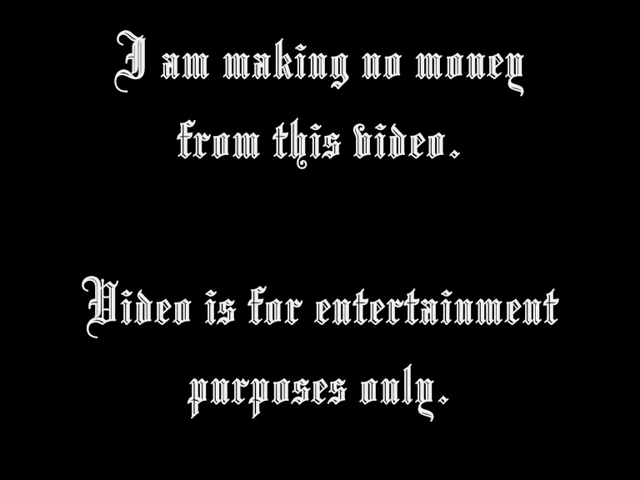 I am making no money
from this video.
Video is for entertainment
purposes only.